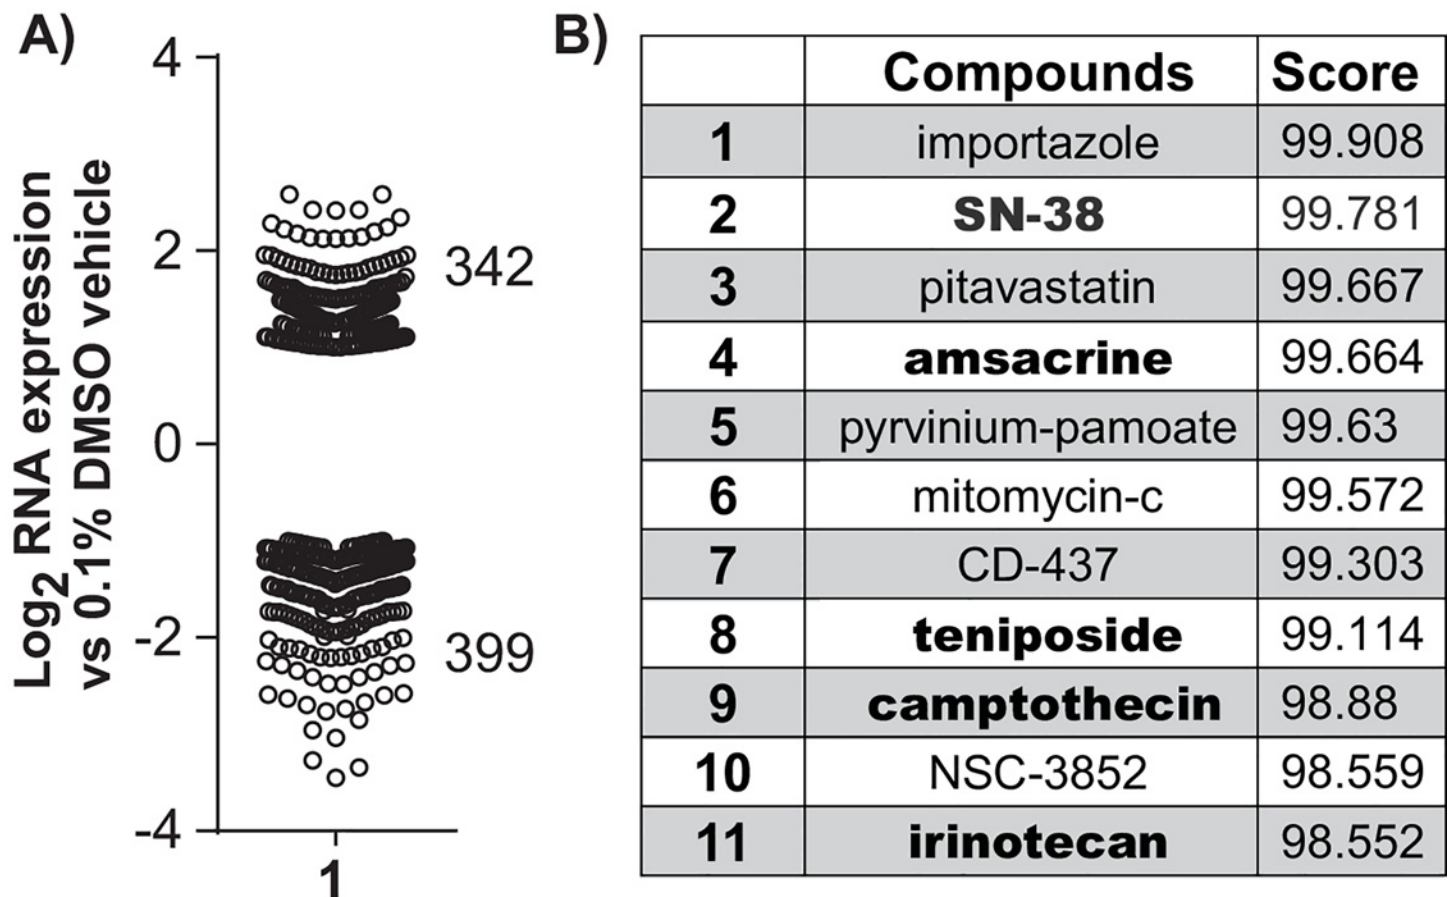 A)
4
2
0
-2
-4
1
Log2 RNA expression
vs 0.1% DMSO vehicle
342
399
B)
Compounds Score
1 importazole 99.908
2 SN-38 99.781
3 pitavastatin 99.667
4 amsacrine 99.664
5 pyrvinium-pamoate 99.63
6 mitomycin-c 99.572
7 CD-437 99.303
8 teniposide 99.114
9 camptothecin 98.88
10 NSC-3852 98.559
11 irinotecan 98.552